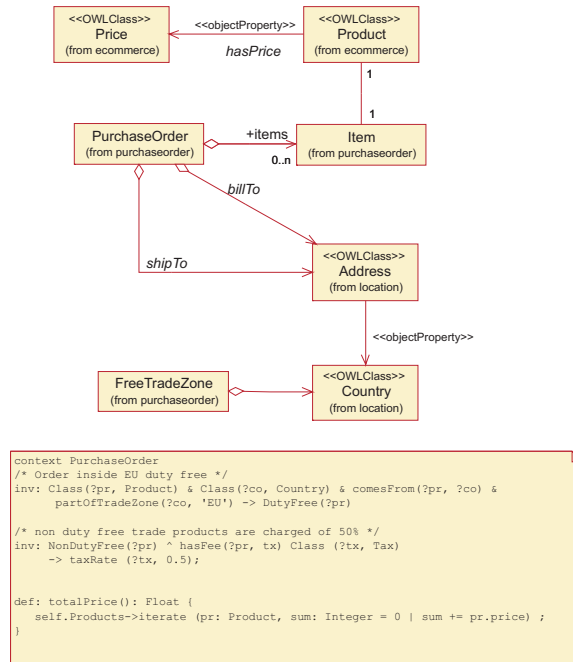 <<OWLClass>>
Price
(from ecommerce)
<<objectProperty>>
hasPrice
<<OWLClass>>
Product
(from ecommerce)
1
1
PurchaseOrder
(from purchaseorder)
+items
0..n
Item
(from purchaseorder)
billTo
shipTo
<<OWLClass>>
Address
(from location)
<<objectProperty>>
FreeTradeZone
(from purchaseorder)
<<OWLClass>>
Country
(from location)
context PurchaseOrder
/* Order inside EU duty free */
inv: Class(?pr, Product) & Class(?co, Country) & comesFrom(?pr, ?co) &
partOfTradeZone(?co, 'EU') -> DutyFree(?pr)
/* non duty free trade products are charged of 50% */
inv: NonDutyFree(?pr) ^ hasFee(?pr, tx) Class (?tx, Tax)
-> taxRate (?tx, 0.5);
def: totalPrice(): Float {
self.Products->iterate (pr: Product, sum: Integer = 0 | sum += pr.price) ;
}